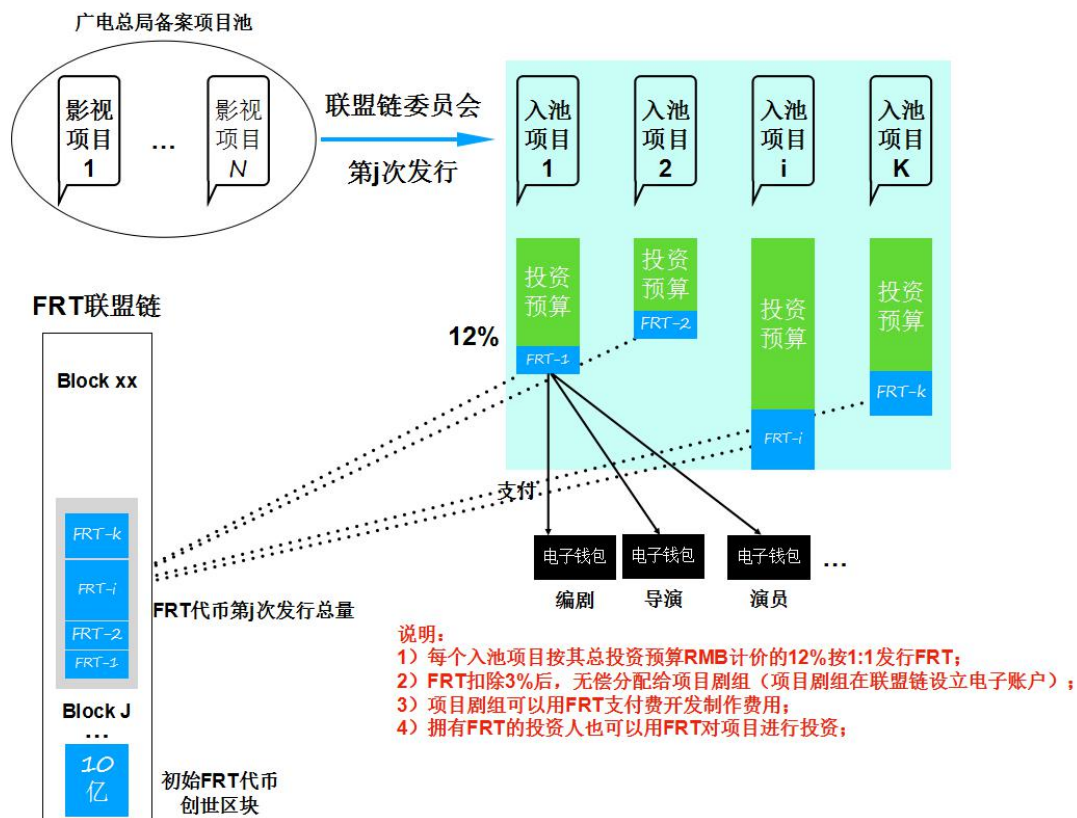 广电总局备案项目池
影视
项目
1
...
影视
项目
N
联盟链委员会
第j次发行
入池
项目
1
入池
项目
2
入池
项目
i
入池
项目
K
投资
预算
投资
预算
投资
预算
投资
预算
12%
FRT-1
FRT-2
FRT-i
FRT-k
FRT联盟链
Block xx
FRT-k
FRT-i
FRT-2
FRT-1
FRT代币第j次发行总量
Block J
...
10
亿
初始FRT代币
创世区块
支付
电子钱包
电子钱包
电子钱包
...
编剧
导演
演员
说明：
1）每个入池项目按其总投资预算RMB计价的12%按1:1发行FRT；
2）FRT扣除3%后，无偿分配给项目剧组（项目剧组在联盟链设立电子账户）；
3）项目剧组可以用FRT支付费开发制作费用；
4）拥有FRT的投资人也可以用FRT对项目进行投资；